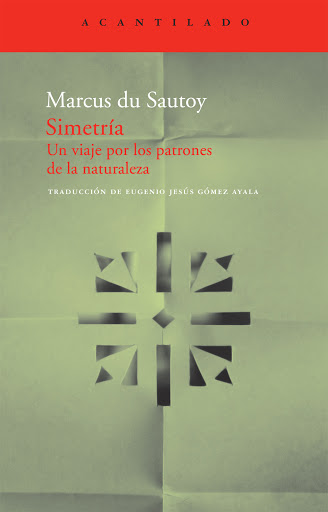 ACANTILADO
Marcus du Sautoy
Simetría
Un viaje por los patrones
de la naturaleza
TRADUCCIÓN DE EUGENIO JESÚS GÓMEZ AYALA